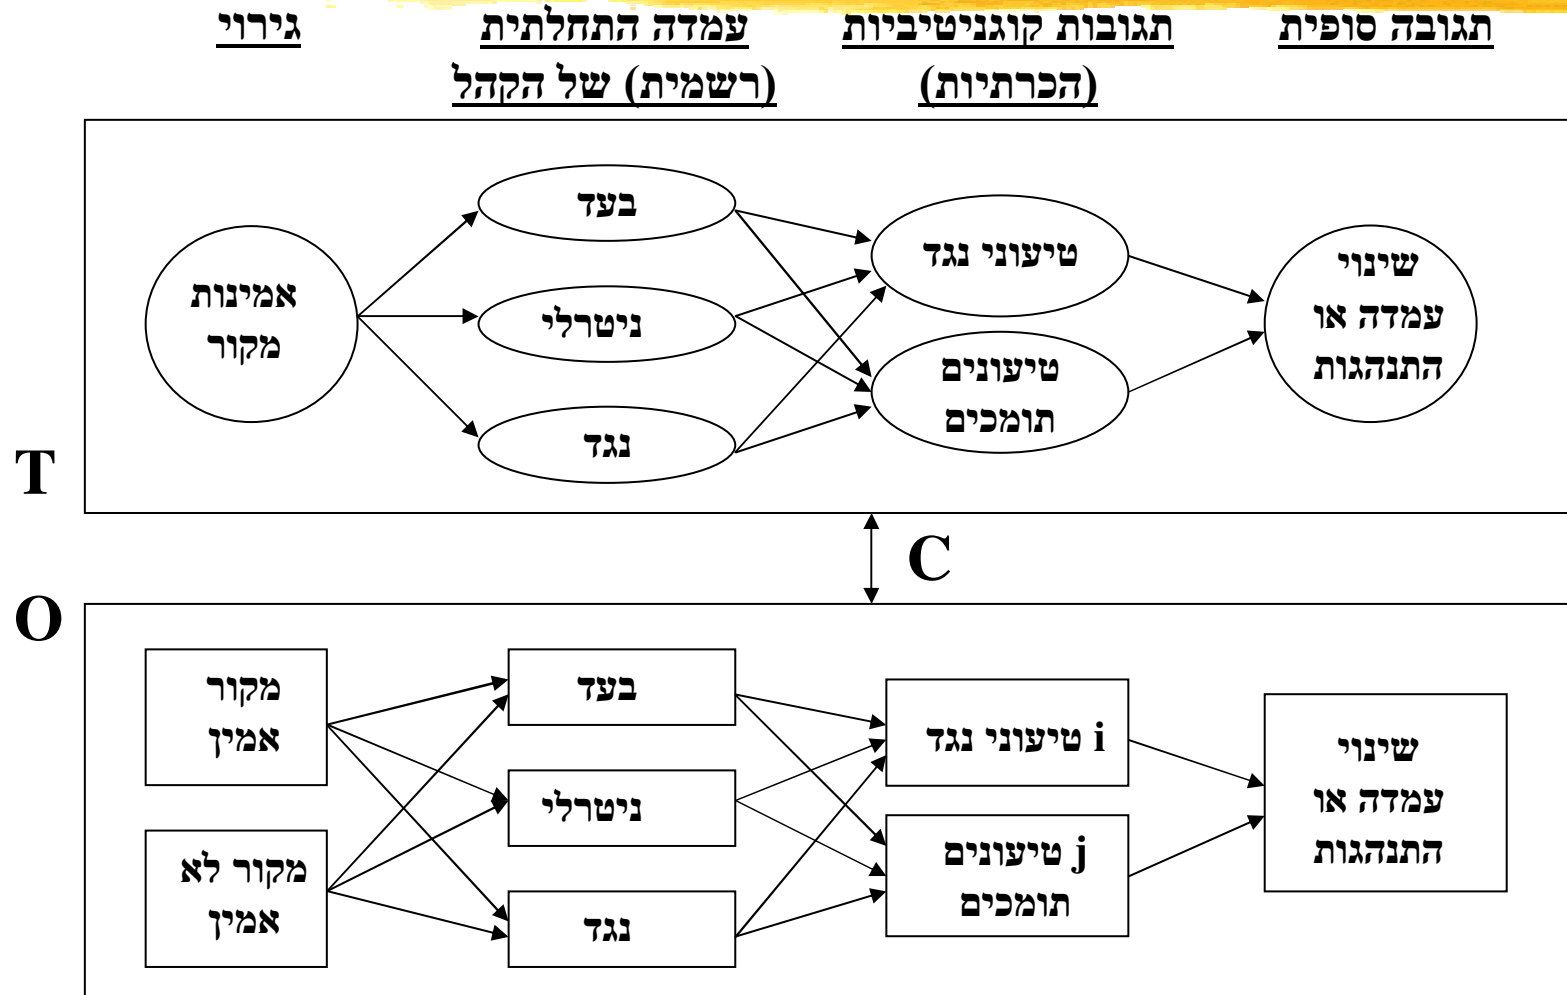 גירוי
עמדה התחלתית
(רשמית) של הקהל
תגובות קוגניטיביות
(הכרתיות)
תגובה סופית
אמינות
מקור
בעד
ניטרלי
נגד
טיעוני נגד
טיעונים
תומכים
שינוי
עמדה או
התנהגות
T
C
O
מקור
אמין
מקור לא
אמין
בעד
ניטרלי
נגד
i טיעוני נגד
j טיעונים
תומכים
שינוי
עמדה או
התנהגות